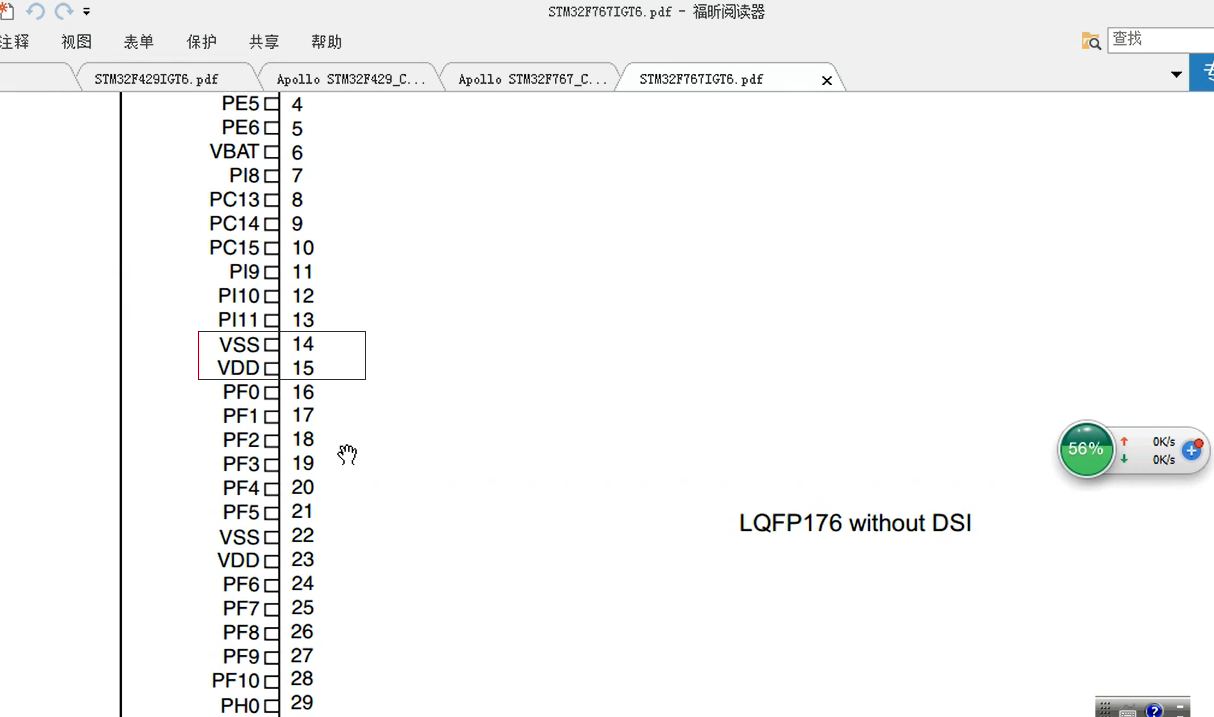 STM32F767IGT6.pdf - 福昕阅读器
注释 视图 表单 保护 共享 帮助
查找
STM32F429IGT6.pdf Apollo STM32F429_C... Apollo STM32F767_C... STM32F767IGT6.pdf
PE5 4
PE6 5
VBAT 6
PI8 7
PC13 8
PC14 9
PC15 10
PI9 11
PI10 12
PI11 13
VSS 14
VDD 15
PF0 16
PF1 17
PF2 18
PF3 19
PF4 20
PF5 21
VSS 22
VDD 23
PF6 24
PF7 25
PF8 26
PF9 27
PF10 28
PH0 29
56%
0K/s
0K/s
LQFP176 without DSI